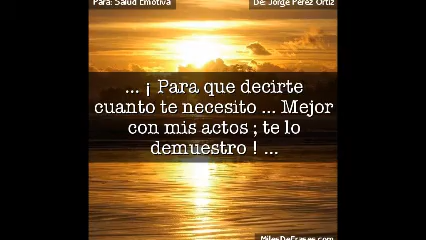 Para: Salud Emotiva
De: Jorge Perez Ortiz
... ¡ Para que decirte
cuanto te necesito ... Mejor
con mis actos ; te lo
demuestro ! ...
MilesDeFrases.com